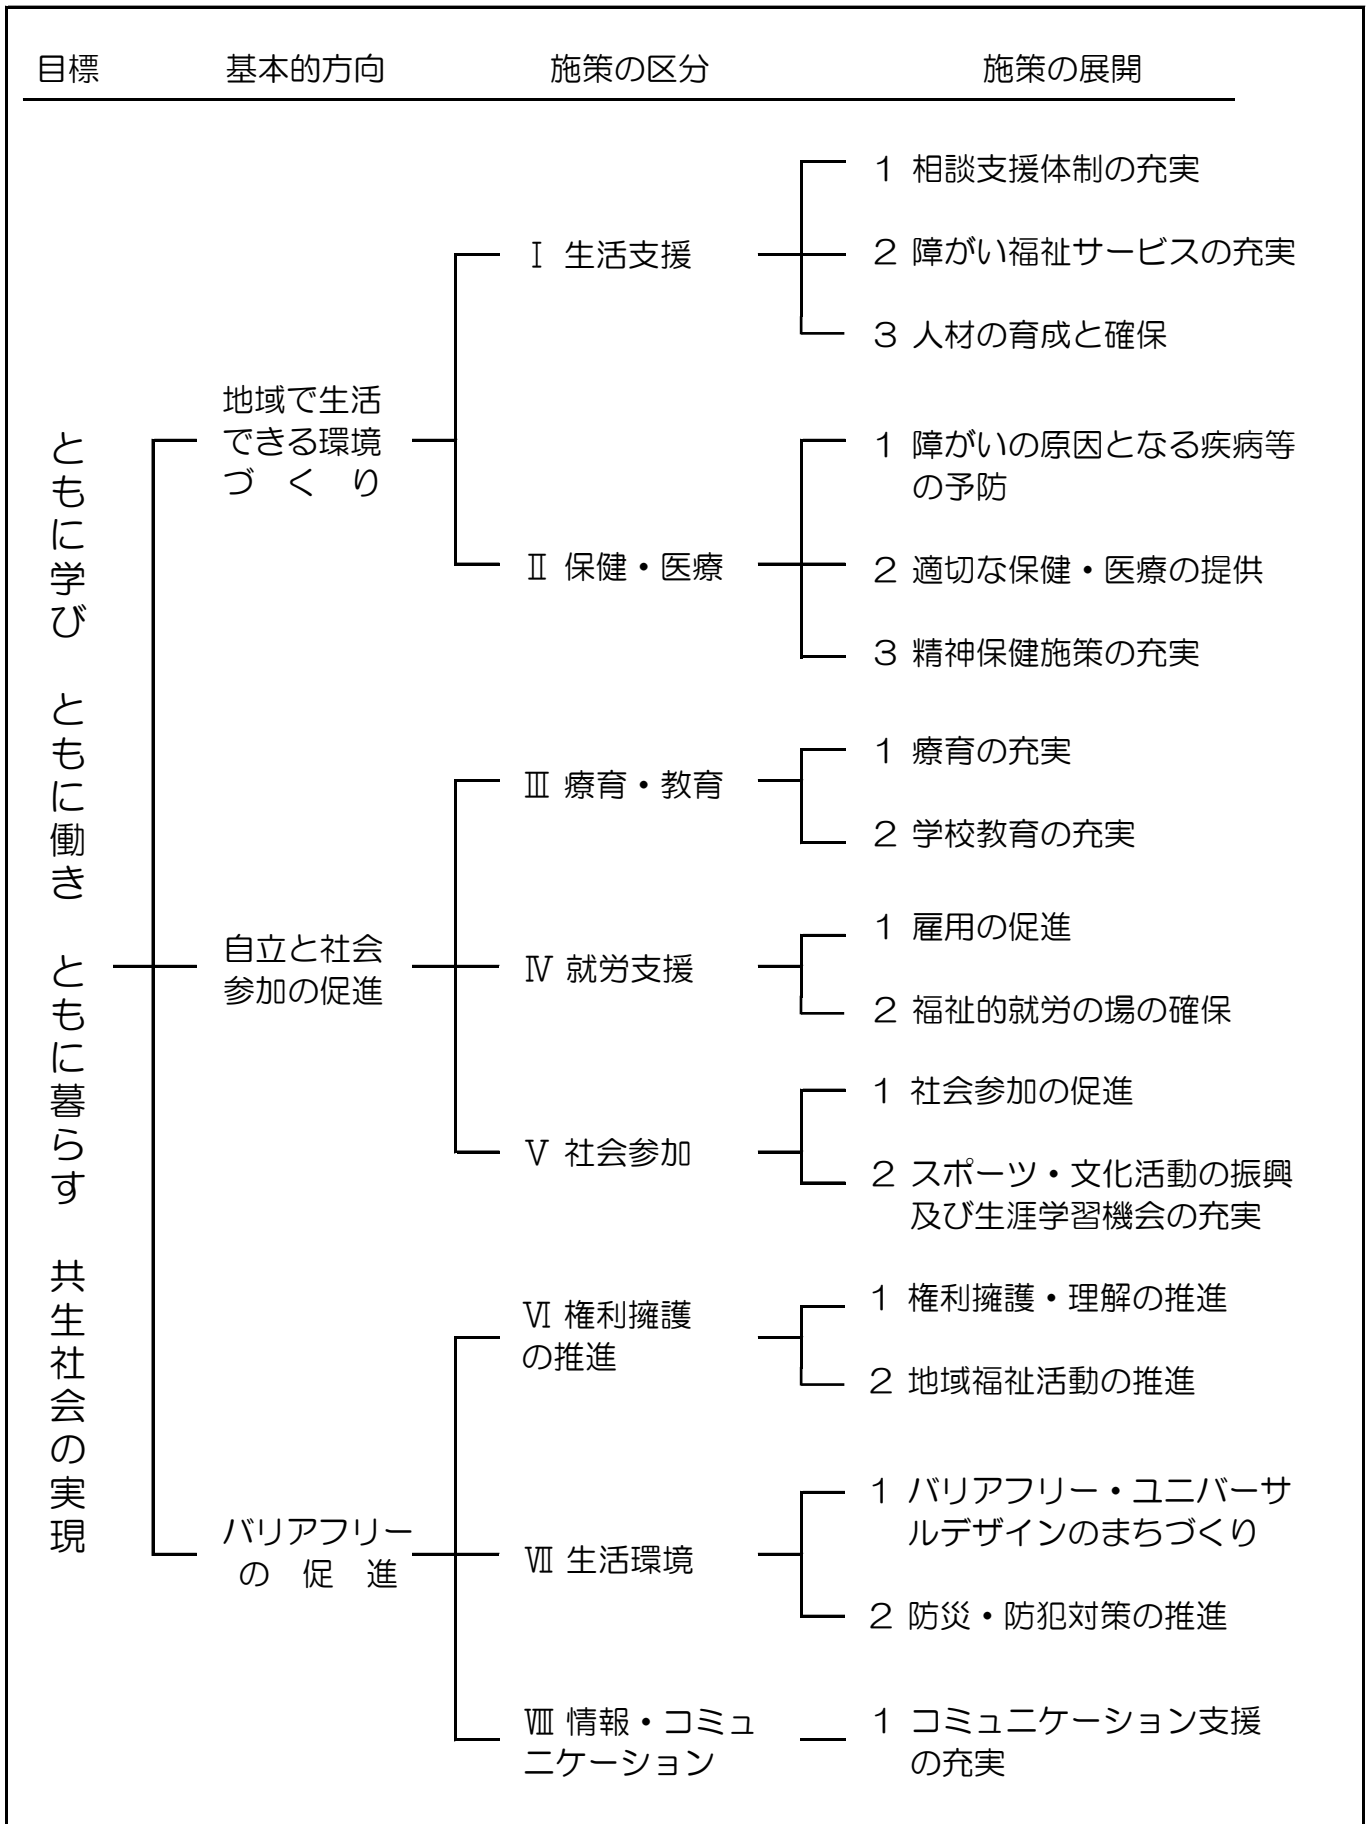 目標 基本的方向 施策の区分 施策の展開
ともに学び ともに働き ともに暮らす 共生社会の実現
地域で生活
できる環境
づくり
Ⅰ 生活支援
1 相談支援体制の充実
2 障がい福祉サービスの充実
3 人材の育成と確保
Ⅱ 保健・医療
1 障がいの原因となる疾病等
の予防
2 適切な保健・医療の提供
3 精神保健施策の充実
自立と社会
参加の促進
Ⅲ 療育・教育
1 療育の充実
2 学校教育の充実
Ⅳ 就労支援
1 雇用の促進
2 福祉的就労の場の確保
Ⅴ 社会参加
1 社会参加の促進
2 スポーツ・文化活動の振興
及び生涯学習機会の充実
バリアフリー
の促進
Ⅵ 権利擁護
の推進
1 権利擁護・理解の推進
2 地域福祉活動の推進
Ⅶ 生活環境
1 バリアフリー・ユニバーサ
ルデザインのまちづくり
2 防災・防犯対策の推進
Ⅷ 情報・コミュ
ニケーション
1 コミュニケーション支援
の充実